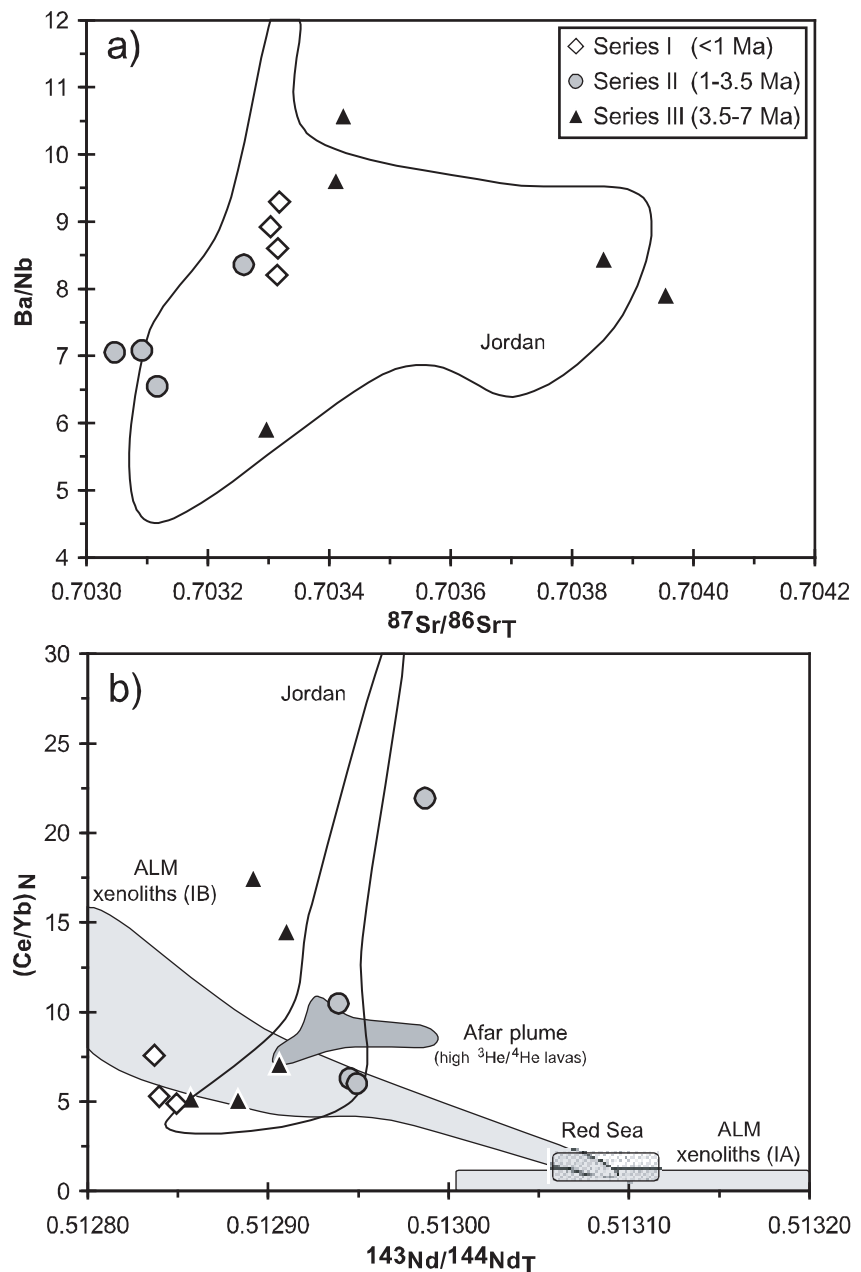 a)
Series I (<1 Ma)
Series II (1-3.5 Ma)
Series III (3.5-7 Ma)
12
11
10
9
8
7
6
5
4
Ba/Nb
Jordan
0.7030 0.7032 0.7034 0.7036 0.7038 0.7040 0.7042
87Sr/86SrT
b)
30
25
20
15
10
5
0
(Ce/Yb)N
Jordan
ALM
xenoliths (IB)
Afar plume
(high 3He/4He lavas)
Red Sea
ALM
xenoliths (IA)
0.51280 0.51290 0.51300 0.51310 0.51320
143Nd/144NdT